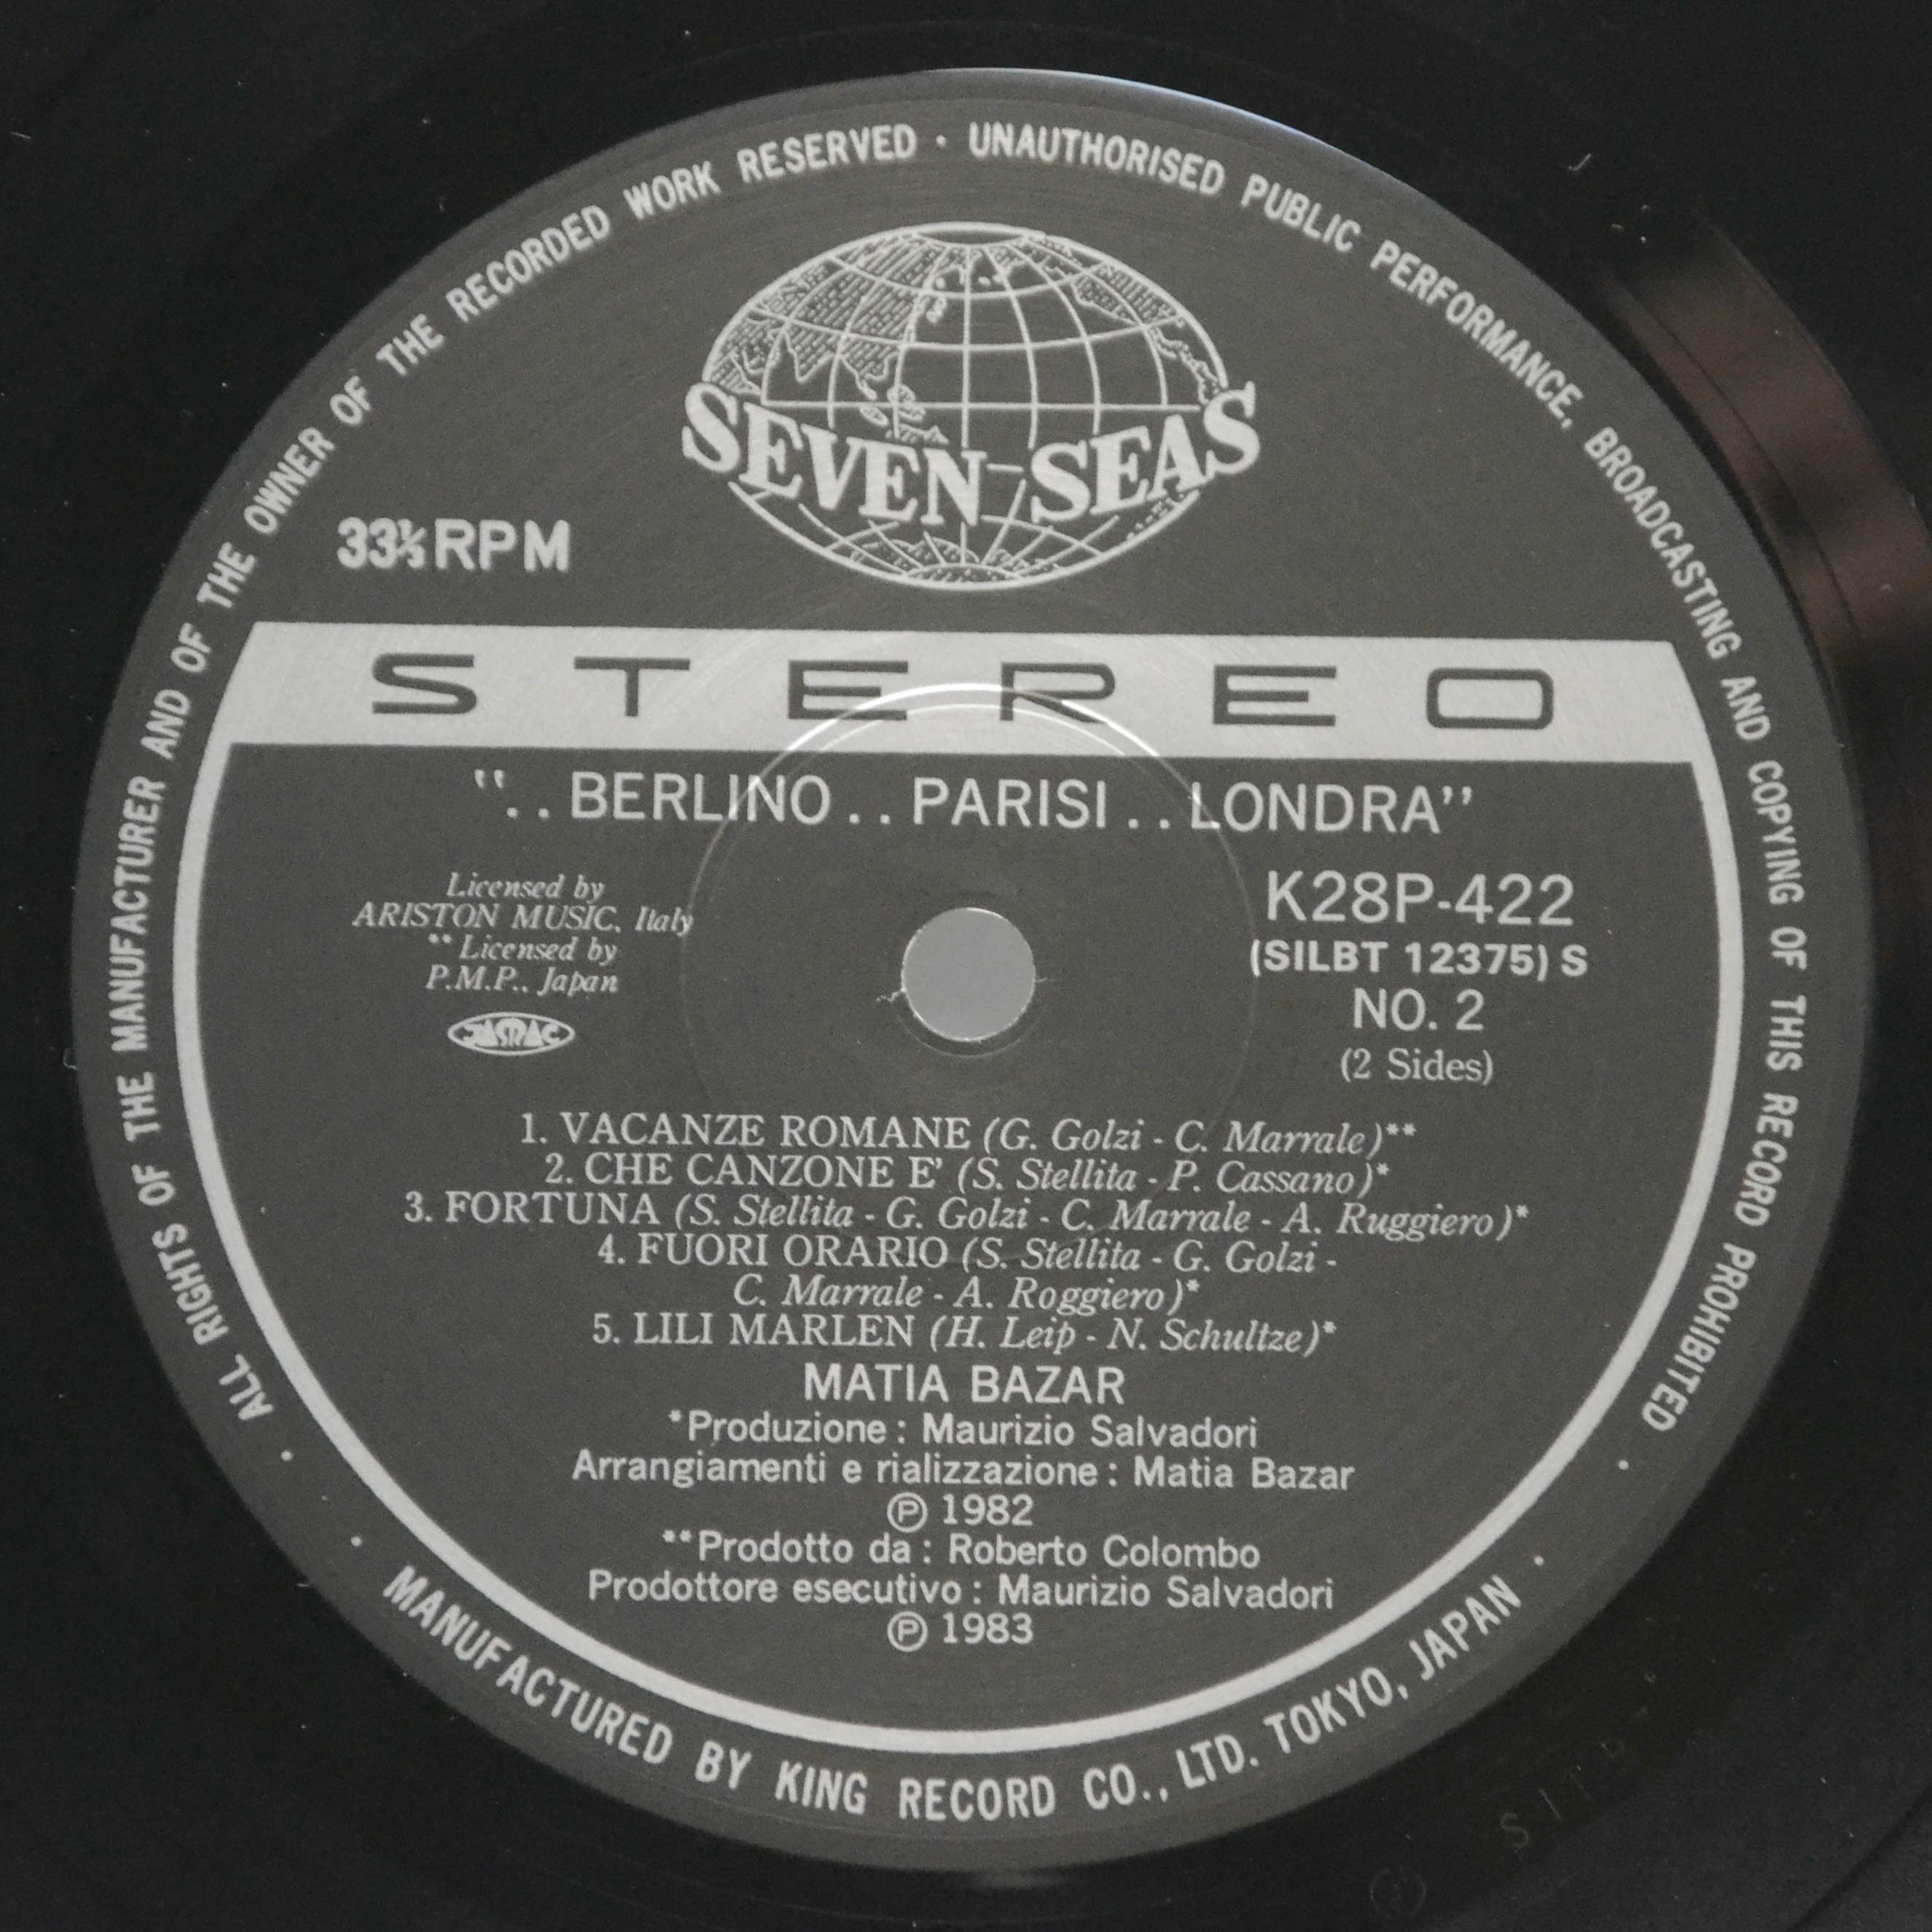 ALL RIGHTS OF THE MANUFACTURER AND OF THE OWNER OF THE RECORDED WORK RESERVED · UNAUTHORISED PUBLIC PERFORMANCE, BROADCASTING AND COPYING OF THIS RECORD PROHIBITED
SEVEN SEAS
33⅓ RPM
STEREO
“.. BERLINO .. PARISI .. LONDRA”
Licensed by
ARISTON MUSIC, Italy
**Licensed by
P.M.P., Japan
JASRAC
K28P-422
(SILBT 12375) S
NO. 2
(2 Sides)
1. VACANZE ROMANE (G. Golzi - C. Marrale)**
2. CHE CANZONE E' (S. Stellita - P. Cassano)*
3. FORTUNA (S. Stellita - G. Golzi - C. Marrale - A. Ruggiero)*
4. FUORI ORARIO (S. Stellita - G. Golzi -
C. Marrale - A. Roggiero)*
5. LILI MARLEN (H. Leip - N. Schultze)*
MATIA BAZAR
*Produzione : Maurizio Salvadori
Arrangiamenti e rializzazione : Matia Bazar
℗ 1982
**Prodotto da : Roberto Colombo
Prodottore esecutivo : Maurizio Salvadori
℗ 1983
· MANUFACTURED BY KING RECORD CO., LTD. TOKYO, JAPAN ·